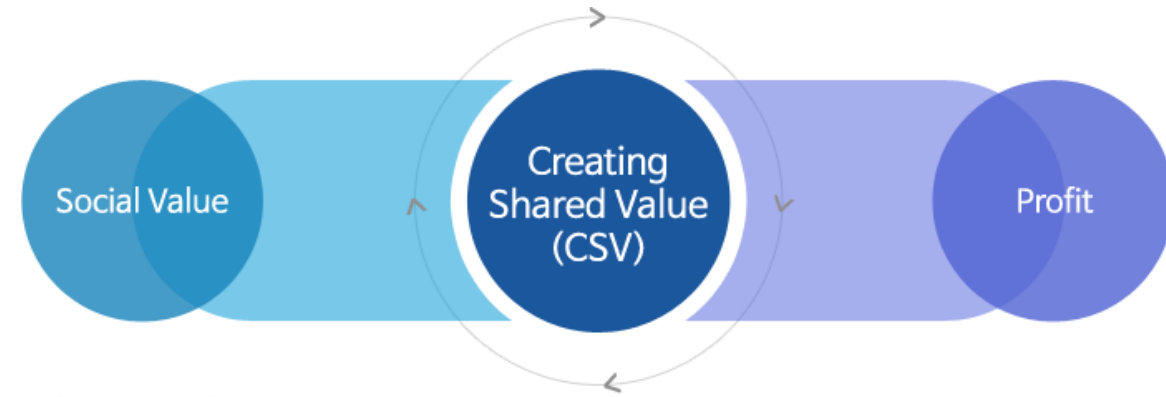 Social Value
Creating
Shared Value
(CSV)
Profit